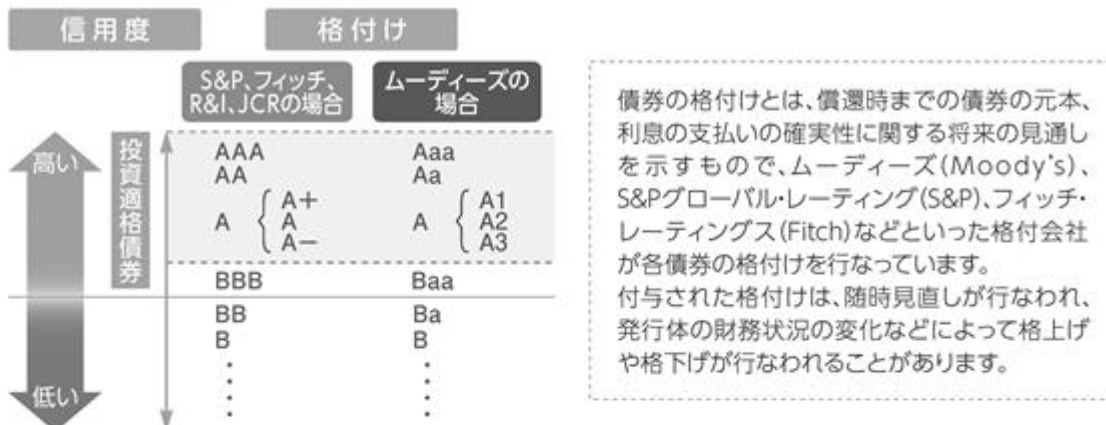 信用度
格付け
S&P、フィッチ、
R&I、JCRの場合
ムーディーズの
場合
高い
投資適格債券
AAA Aaa
AA Aa
A A+ A A1
A A2
A− A3
BBB Baa
BB Ba
B B
低い
債券の格付けとは、償還時までの債券の元本、
利息の支払いの確実性に関する将来の見通し
を示すもので、ムーディーズ(Moody's)、
S&Pグローバル・レーティング(S&P)、フィッチ・
レーティングス(Fitch)などといった格付会社
が各債券の格付けを行なっています。
付与された格付けは、随時見直しが行なわれ、
発行体の財務状況の変化などによって格上げ
や格下げが行なわれることがあります。